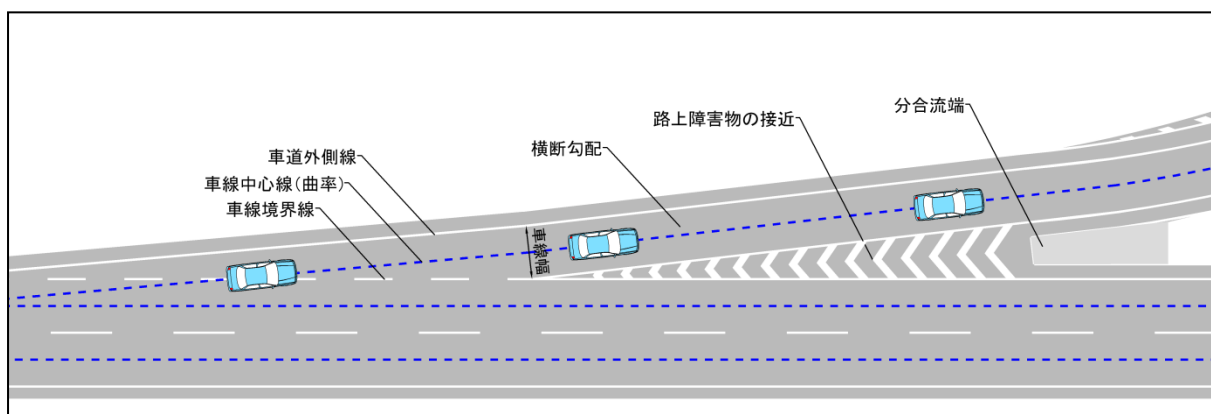 分合流端
路上障害物の接近
横断勾配
車道外側線
車線中心線(曲率)
車線境界線
車線幅